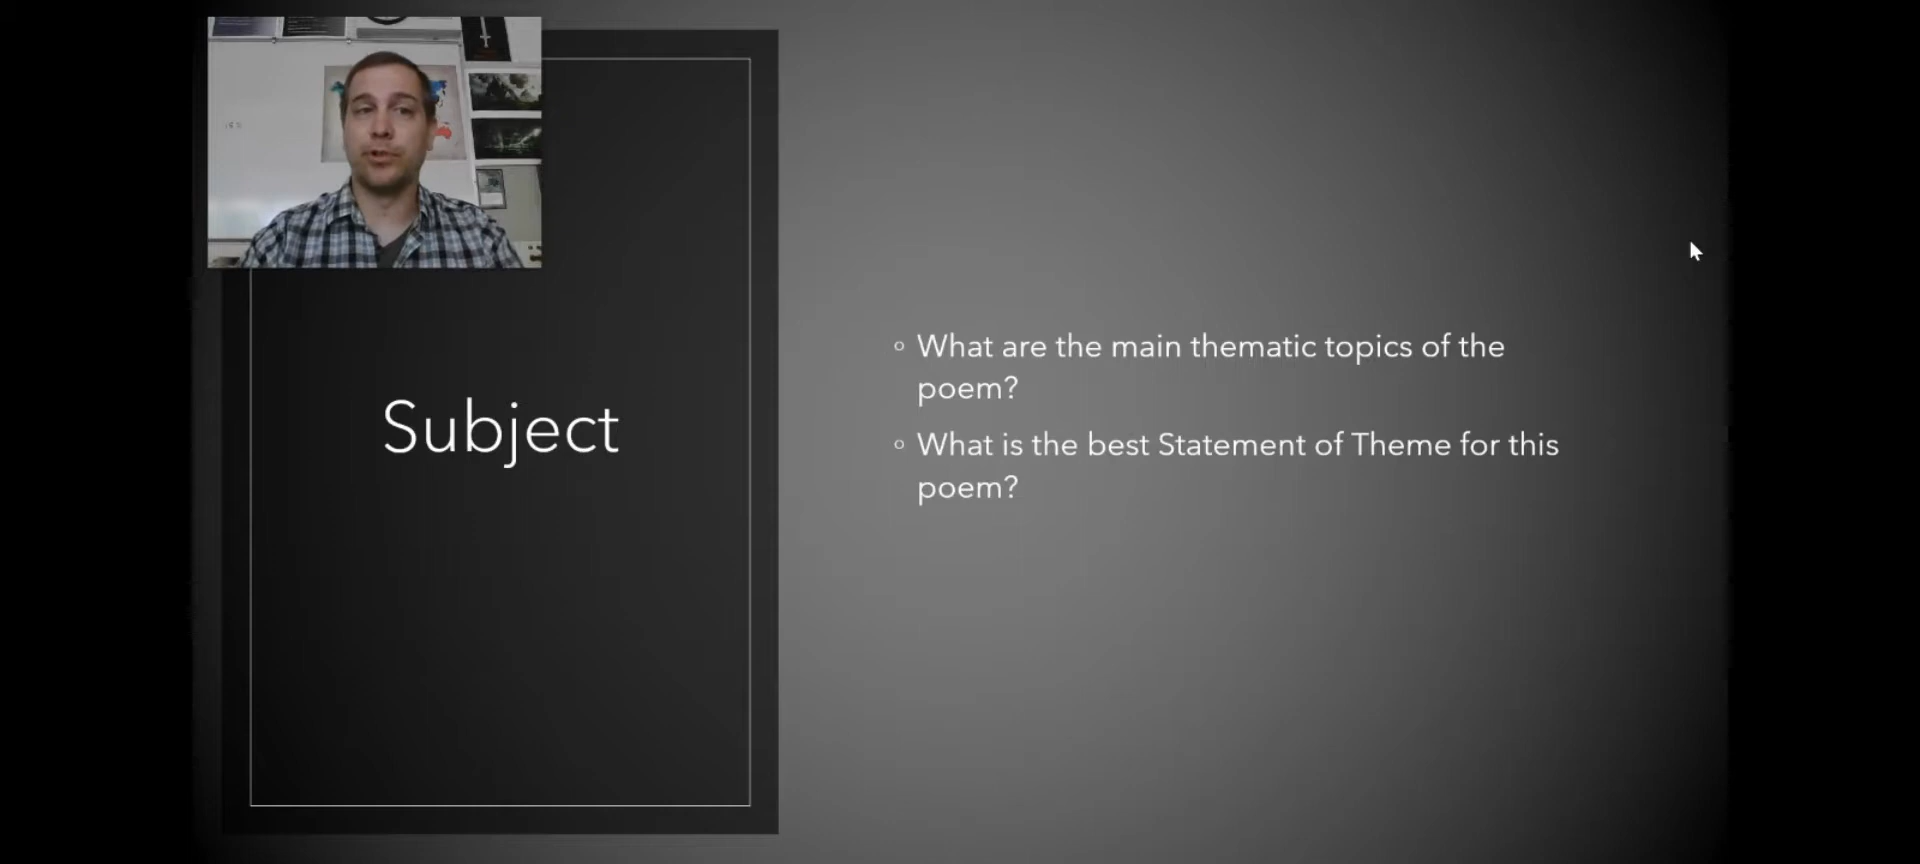 Subject
What are the main thematic topics of the
poem?
What is the best Statement of Theme for this
poem?